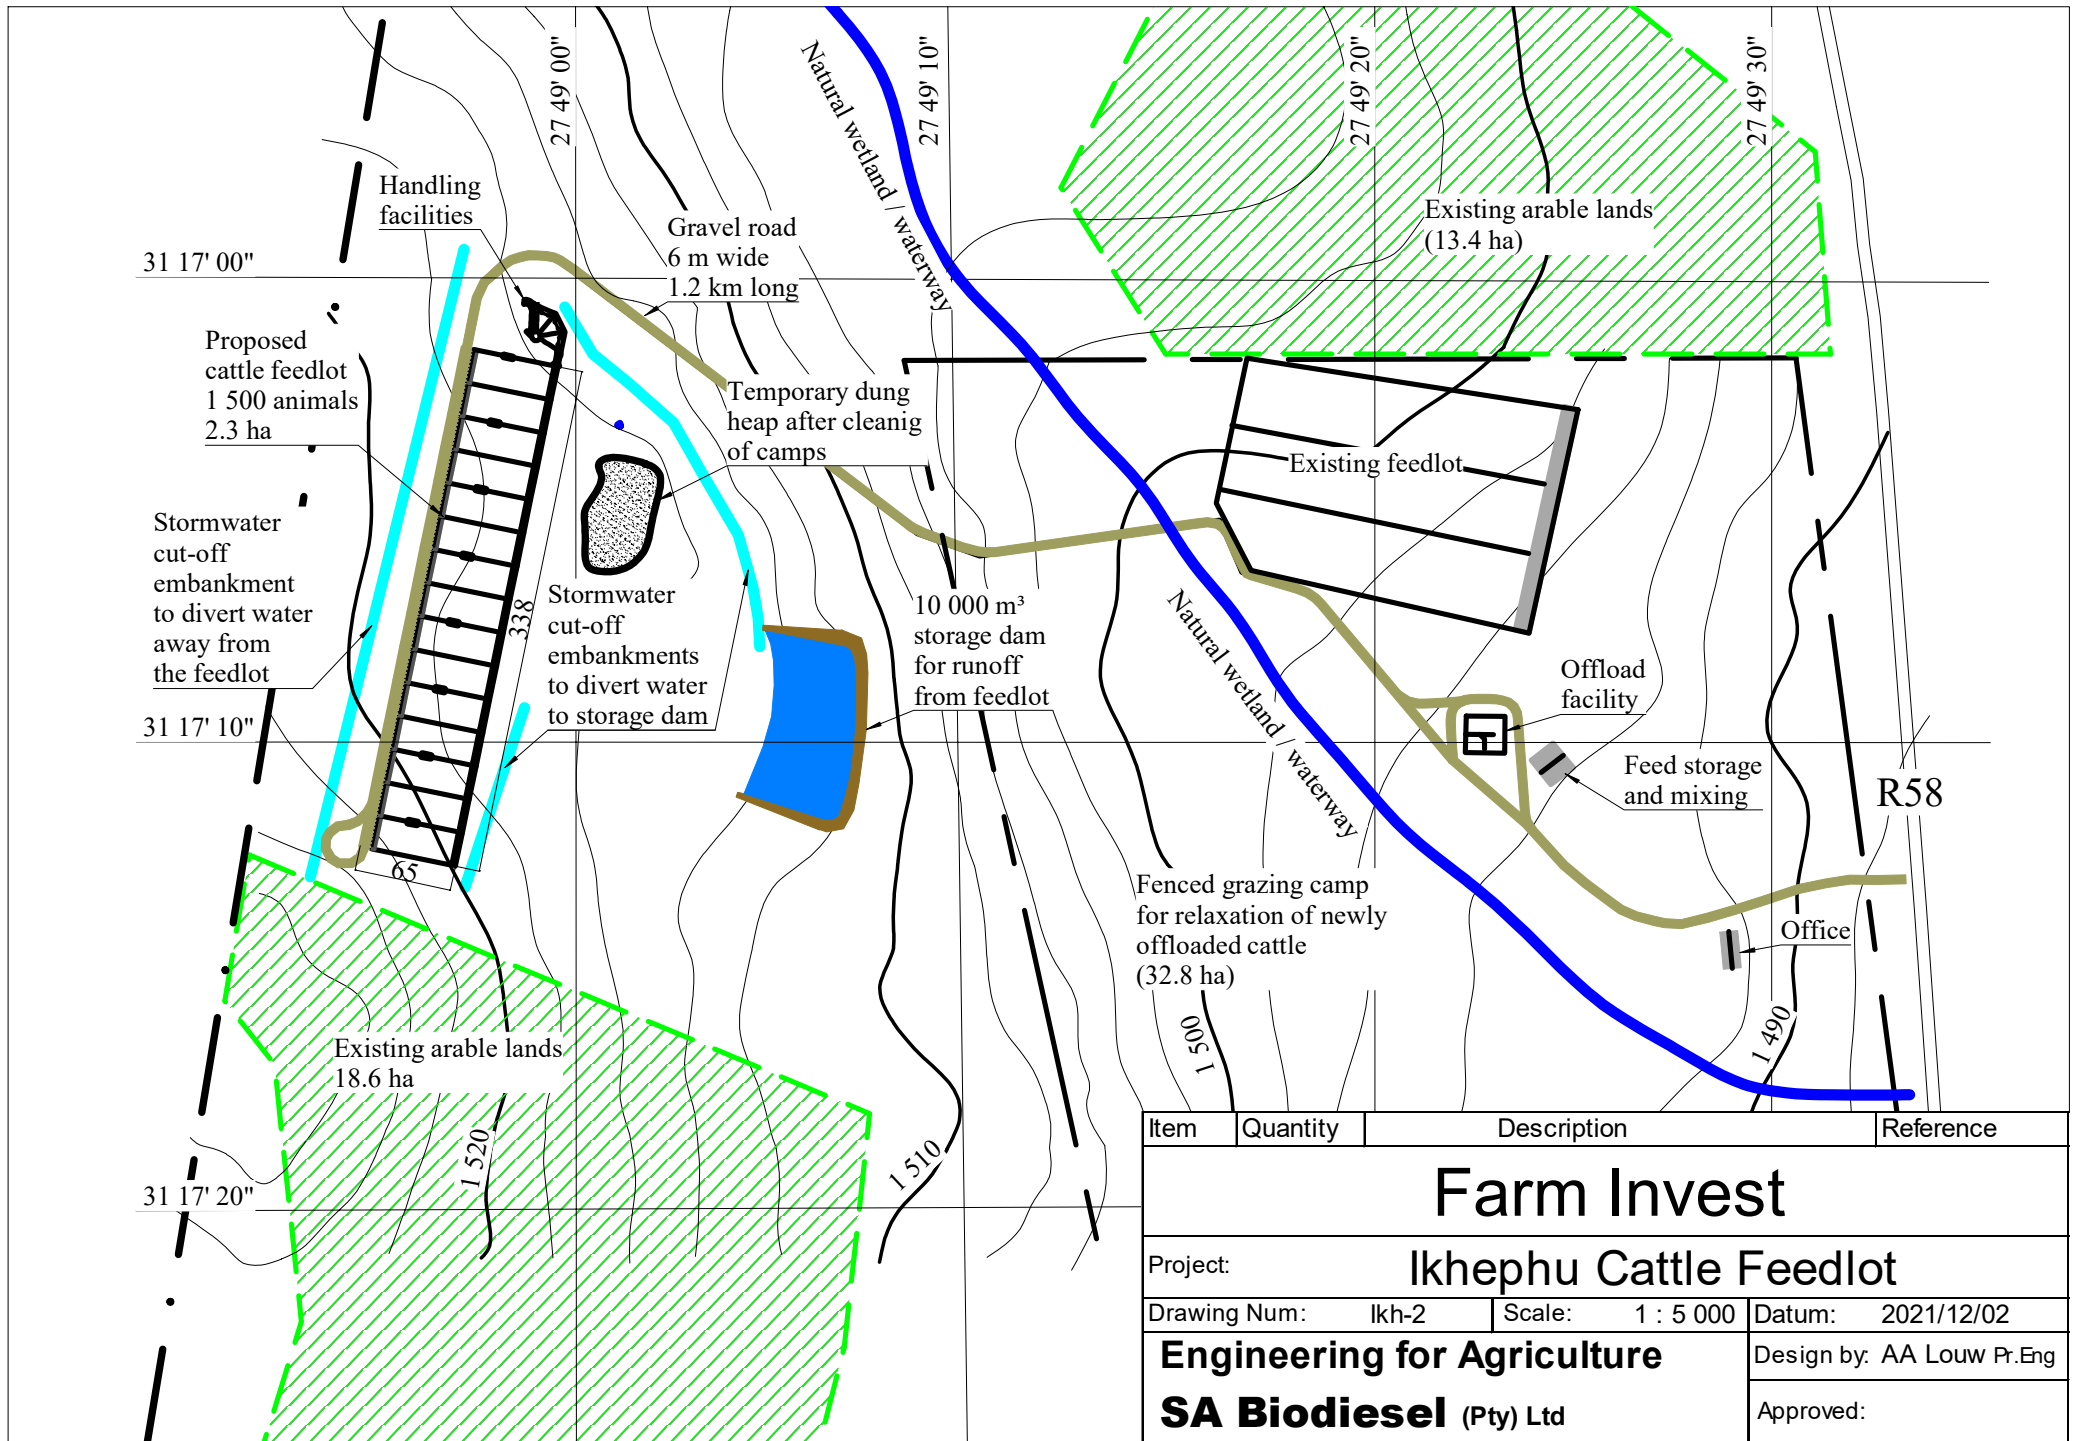 27 49' 00"
27 49' 10"
27 49' 20"
27 49' 30"
31 17' 00"
31 17' 10"
31 17' 20"
Natural wetland / waterway
Handling
facilities
Gravel road
6 m wide
1.2 km long
Existing arable lands
(13.4 ha)
Proposed
cattle feedlot
1 500 animals
2.3 ha
Temporary dung
heap after cleanig
of camps
Existing feedlot
Stormwater
cut-off
embankment
to divert water
away from
the feedlot
338
65
Stormwater
cut-off
embankments
to divert water
to storage dam
10 000 m³
storage dam
for runoff
from feedlot
Natural wetland / waterway
Offload
facility
Feed storage
and mixing
R58
Fenced grazing camp
for relaxation of newly
offloaded cattle
(32.8 ha)
Office
Existing arable lands
18.6 ha
1 520
1 510
1 500
1 490
Item Quantity Description Reference
Farm Invest
Project: Ikhephu Cattle Feedlot
Drawing Num: Ikh-2 Scale: 1 : 5 000 Datum: 2021/12/02
Engineering for Agriculture
Design by: AA Louw Pr.Eng
SA Biodiesel (Pty) Ltd
Approved: